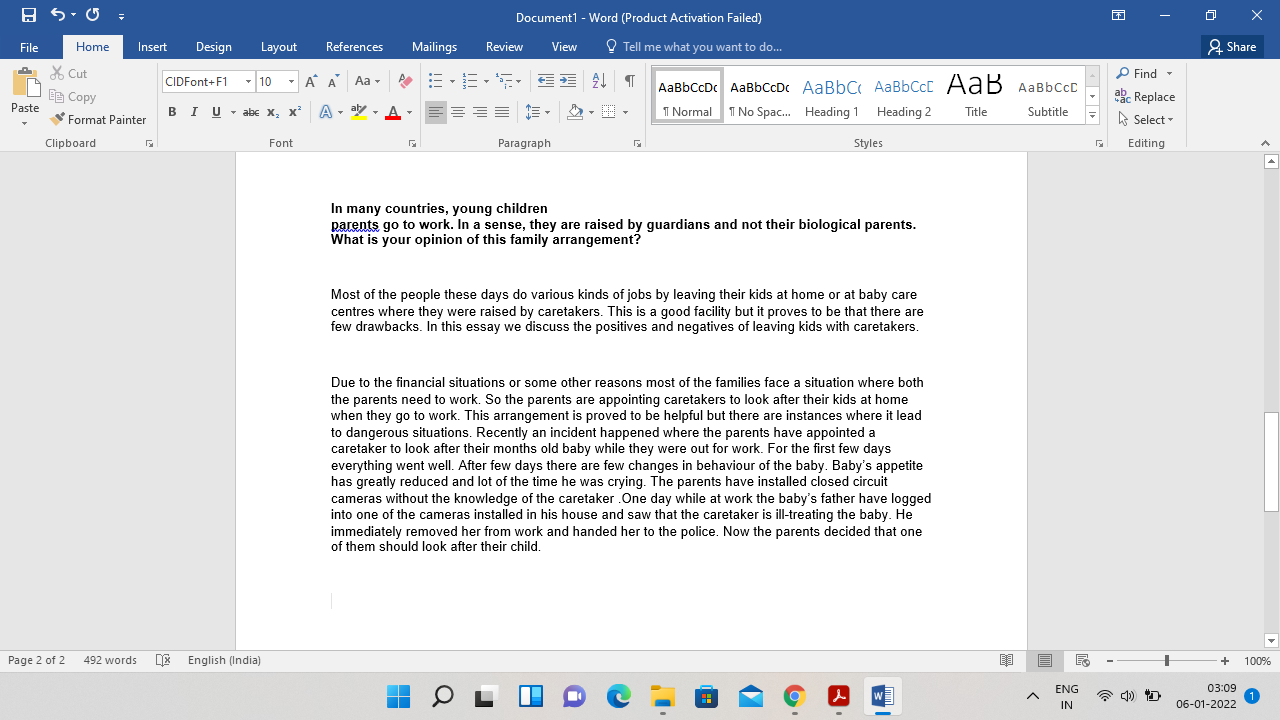 Document1 - Word (Product Activation Failed)
File Home Insert Design Layout References Mailings Review View Tell me what you want to do... Share
Paste Cut Copy Format Painter
CIDFont+F1 10 A A Aa A
B I U abc x₂ x² A ab A
AaBbCcDc AaBbCcDc AaBbCc AaBbCcD AaB AaBbCcD
¶ Normal ¶ No Spac... Heading 1 Heading 2 Title Subtitle
Find
Replace
Select
Clipboard Font Paragraph Styles Editing
In many countries, young children
parents go to work. In a sense, they are raised by guardians and not their biological parents.
What is your opinion of this family arrangement?
Most of the people these days do various kinds of jobs by leaving their kids at home or at baby care
centres where they were raised by caretakers. This is a good facility but it proves to be that there are
few drawbacks. In this essay we discuss the positives and negatives of leaving kids with caretakers.
Due to the financial situations or some other reasons most of the families face a situation where both
the parents need to work. So the parents are appointing caretakers to look after their kids at home
when they go to work. This arrangement is proved to be helpful but there are instances where it lead
to dangerous situations. Recently an incident happened where the parents have appointed a
caretaker to look after their months old baby while they were out for work. For the first few days
everything went well. After few days there are few changes in behaviour of the baby. Baby's appetite
has greatly reduced and lot of the time he was crying. The parents have installed closed circuit
cameras without the knowledge of the caretaker .One day while at work the baby's father have logged
into one of the cameras installed in his house and saw that the caretaker is ill-treating the baby. He
immediately removed her from work and handed her to the police. Now the parents decided that one
of them should look after their child.
Page 2 of 2 492 words English (India) 100%
ENG
IN
03:09
06-01-2022
1